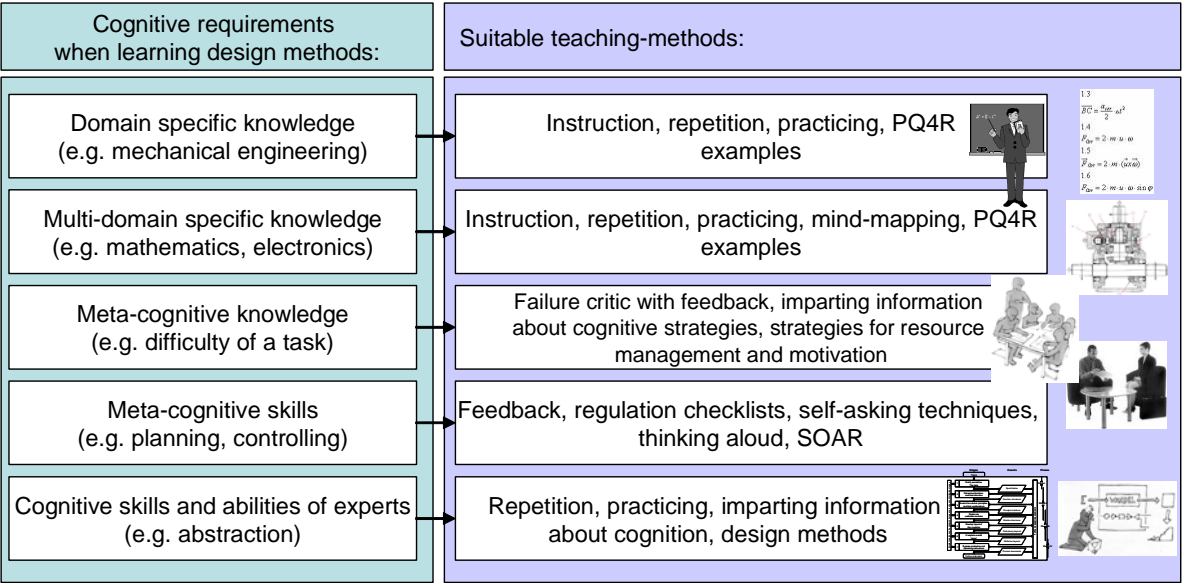 Cognitive requirements
when learning design methods:
Suitable teaching-methods:
Domain specific knowledge
(e.g. mechanical engineering)
Instruction, repetition, practicing, PQ4R
examples
Multi-domain specific knowledge
(e.g. mathematics, electronics)
Instruction, repetition, practicing, mind-mapping, PQ4R
examples
Meta-cognitive knowledge
(e.g. difficulty of a task)
Failure critic with feedback, imparting information
about cognitive strategies, strategies for resource
management and motivation
Meta-cognitive skills
(e.g. planning, controlling)
Feedback, regulation checklists, self-asking techniques,
thinking aloud, SOAR
Cognitive skills and abilities of experts
(e.g. abstraction)
Repetition, practicing, imparting information
about cognition, design methods
1.3
1.4
1.5
1.6